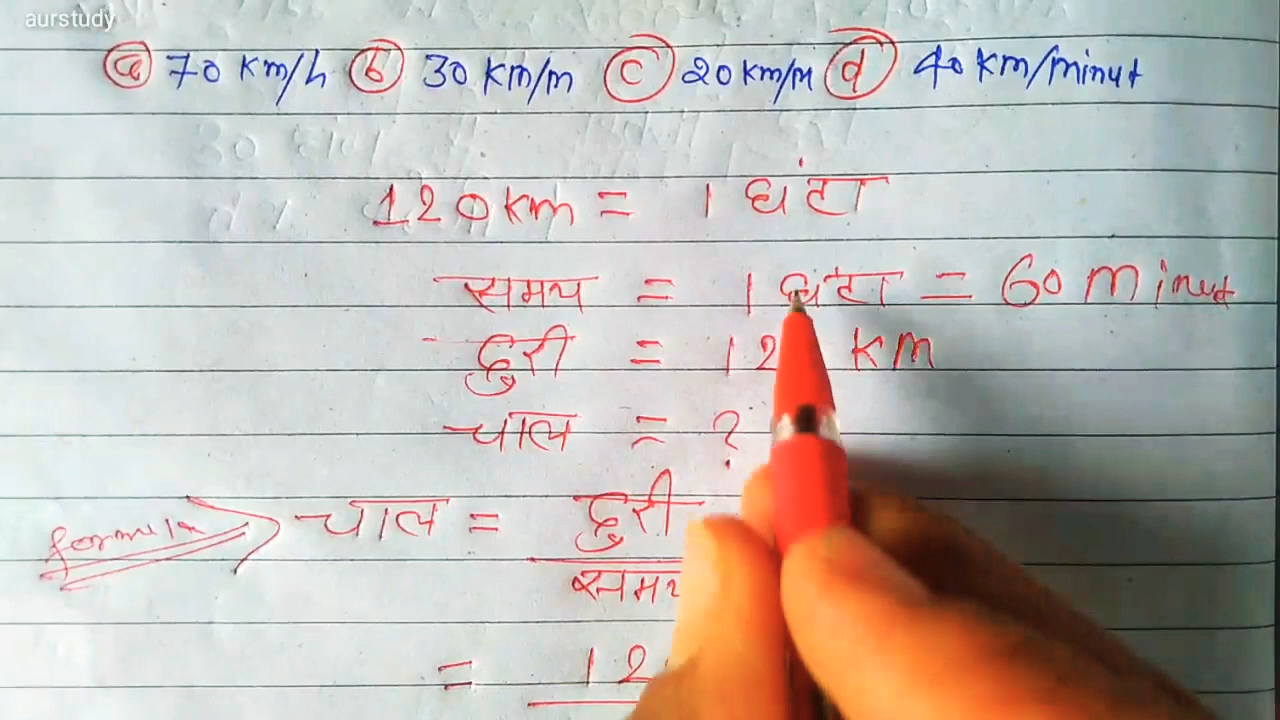 aurstudy
a 70 km/h b 30 km/m c 20 km/m d 40 km/minut
120 km = 1 घंटा
समय = 1 घंटा = 60 minut
दुरी = 12 km
चाल = ?
formula चाल = दुरी
समय
= 12